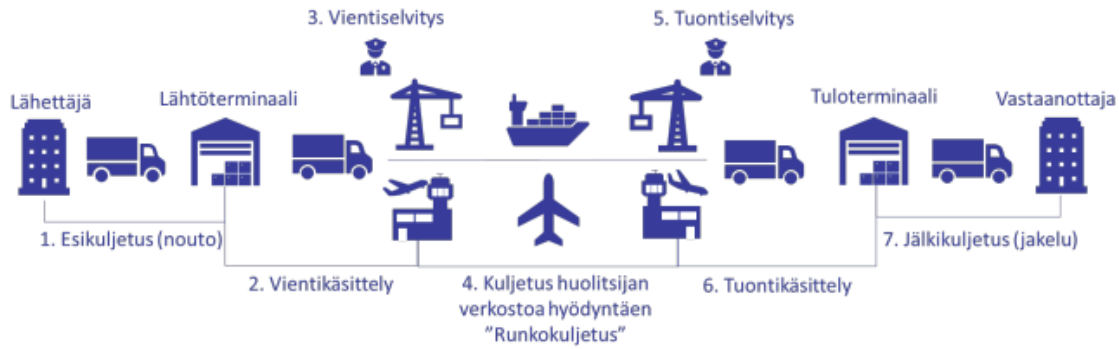 3. Vientiselvitys
5. Tuontiselvitys
Lähettäjä
Lähtöterminaali
Tuloterminaali
Vastaanottaja
1. Esikuljetus (nouto)
2. Vientikäsittely
4. Kuljetus huolitsijan
verkostoa hyödyntäen
”Runkokuljetus”
6. Tuontikäsittely
7. Jälkikuljetus (jakelu)